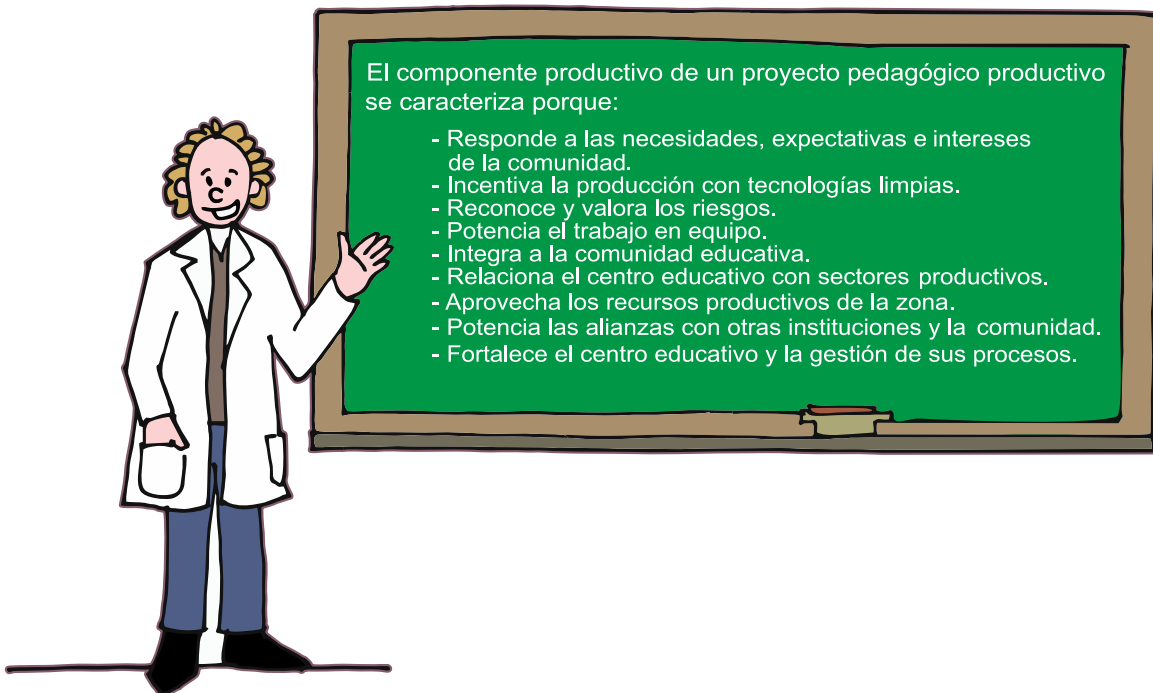 El componente productivo de un proyecto pedagógico productivo
se caracteriza porque:
- Responde a las necesidades, expectativas e intereses
de la comunidad.
- Incentiva la producción con tecnologías limpias.
- Reconoce y valora los riesgos.
- Potencia el trabajo en equipo.
- Integra a la comunidad educativa.
- Relaciona el centro educativo con sectores productivos.
- Aprovecha los recursos productivos de la zona.
- Potencia las alianzas con otras instituciones y la comunidad.
- Fortalece el centro educativo y la gestión de sus procesos.